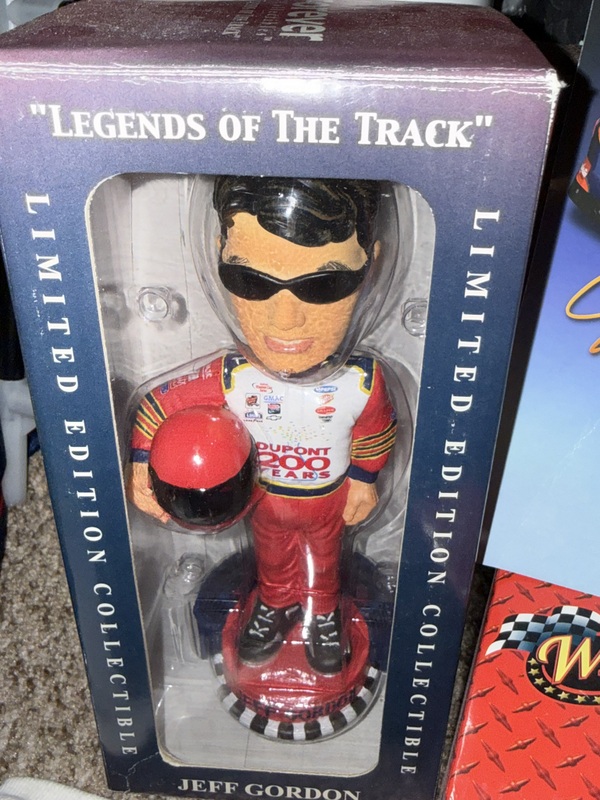 "LEGENDS OF THE TRACK"
LIMITED EDITION COLLECTIBLE
LIMITED EDITION COLLECTIBLE
DUPONT
200
YEARS
JEFF GORDON